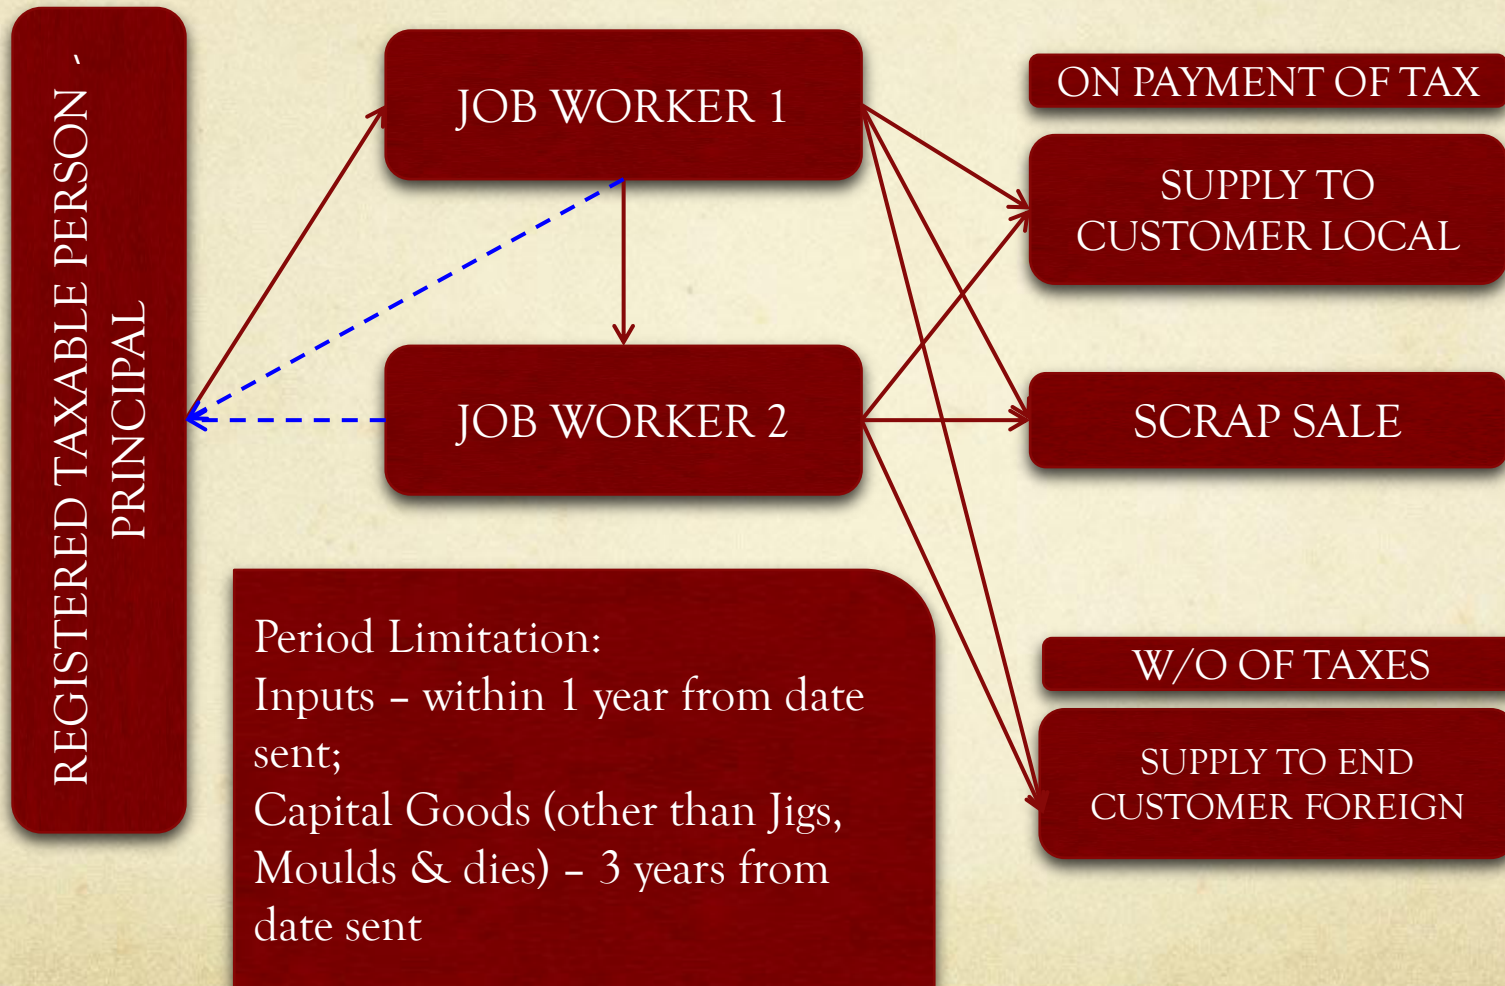 REGISTERED TAXABLE PERSON -
PRINCIPAL
JOB WORKER 1
JOB WORKER 2
ON PAYMENT OF TAX
SUPPLY TO
CUSTOMER LOCAL
SCRAP SALE
W/O OF TAXES
SUPPLY TO END
CUSTOMER FOREIGN
Period Limitation:
Inputs – within 1 year from date
sent;
Capital Goods (other than Jigs,
Moulds & dies) – 3 years from
date sent